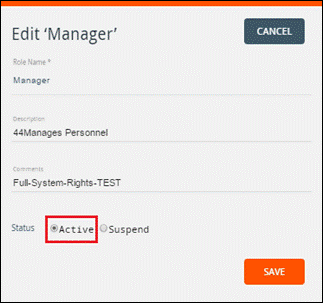 Edit ‘Manager’
CANCEL
Role Name *
Manager
Description
44Manages Personnel
Comments
Full-System-Rights-TEST
Status Active Suspend
SAVE